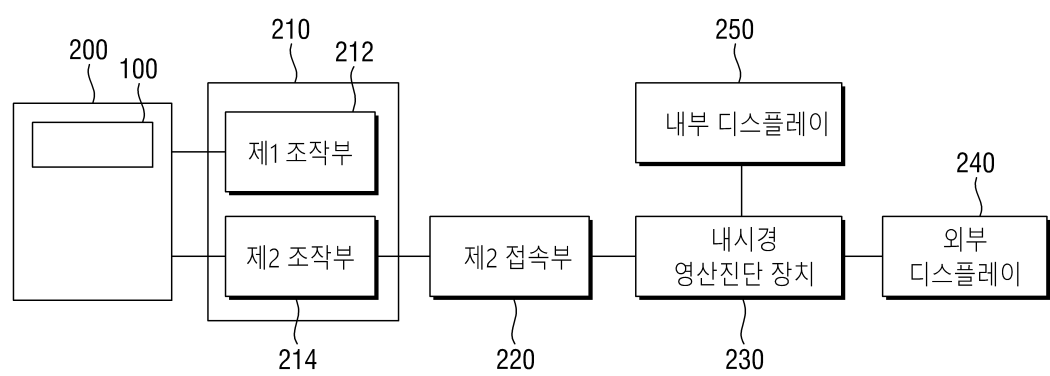 210
250
200
212
100
내부 디스플레이
제1 조작부
240
제2 조작부
제2 접속부
내시경
영산진단 장치
외부
디스플레이
214
220
230